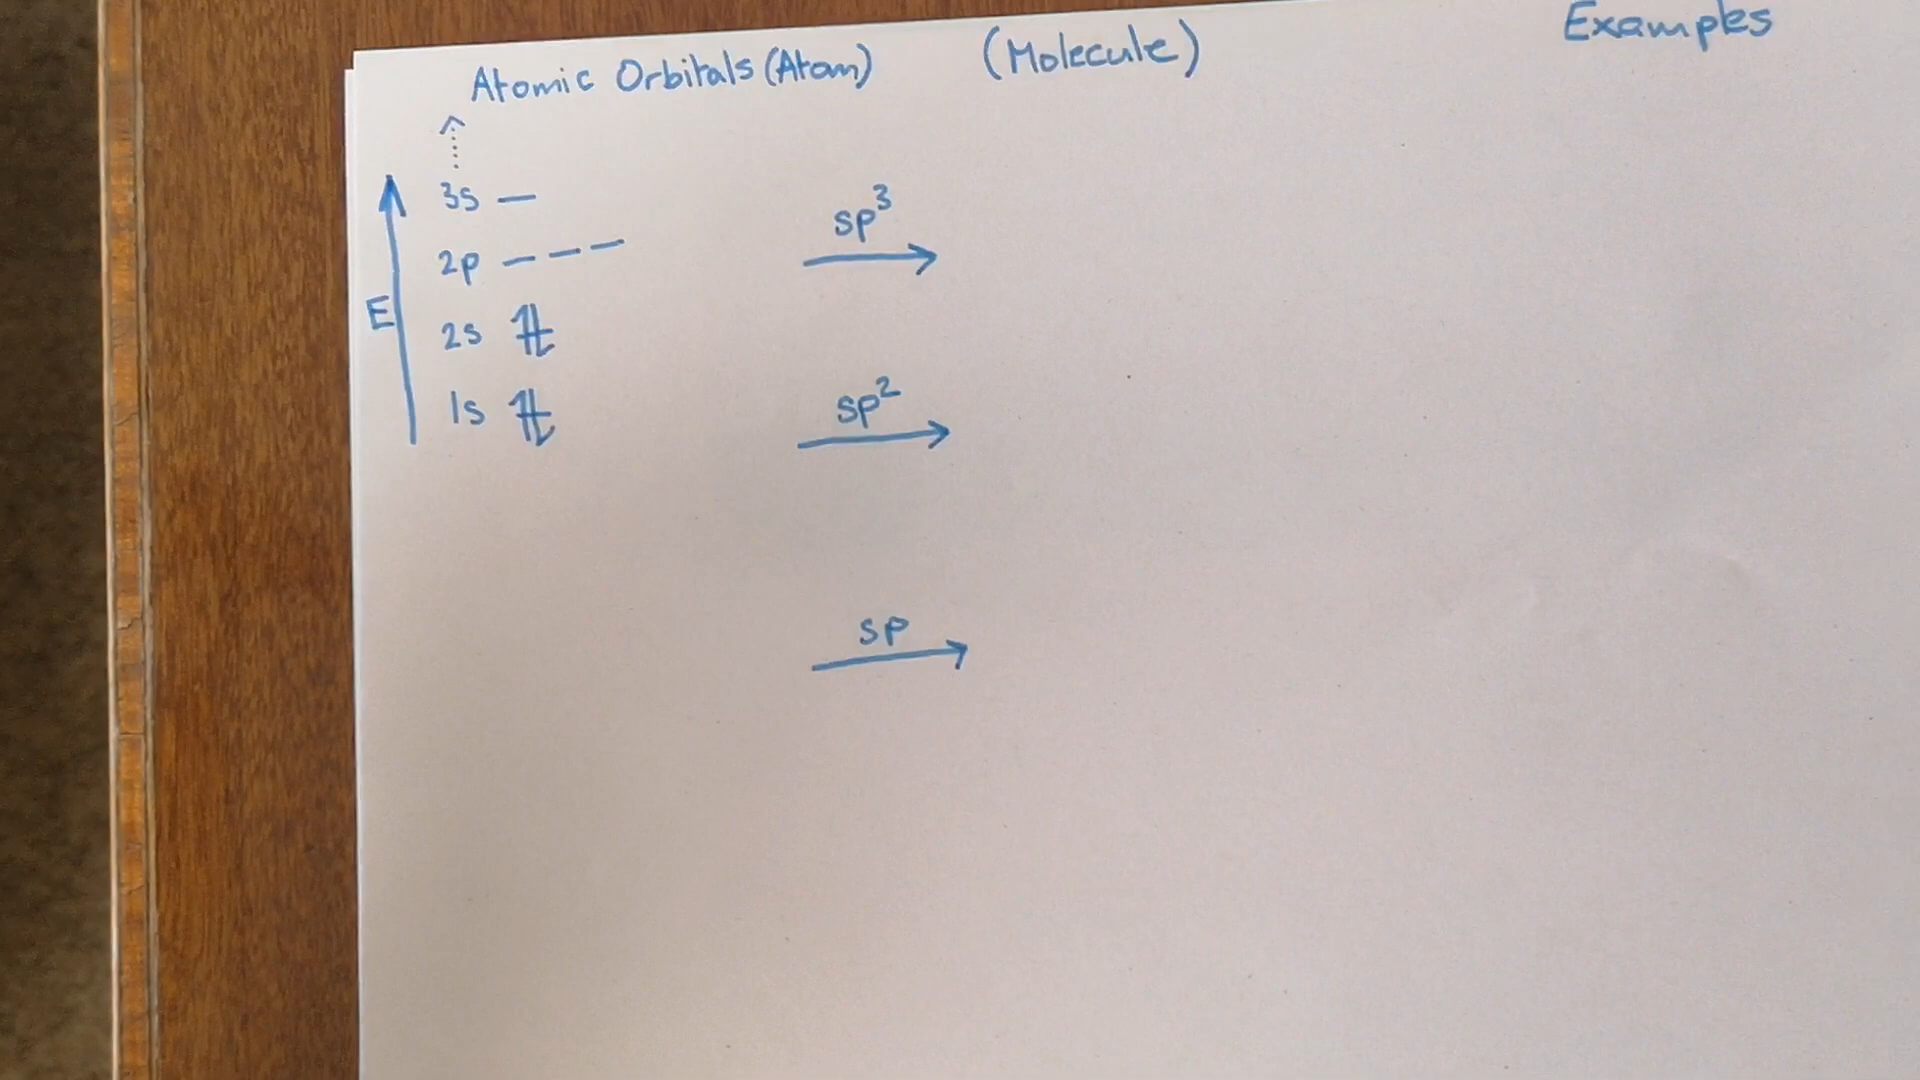 Atomic Orbitals (Atom) (Molecule) Examples
3s
2p
E
2s
1s
sp³
sp²
sp